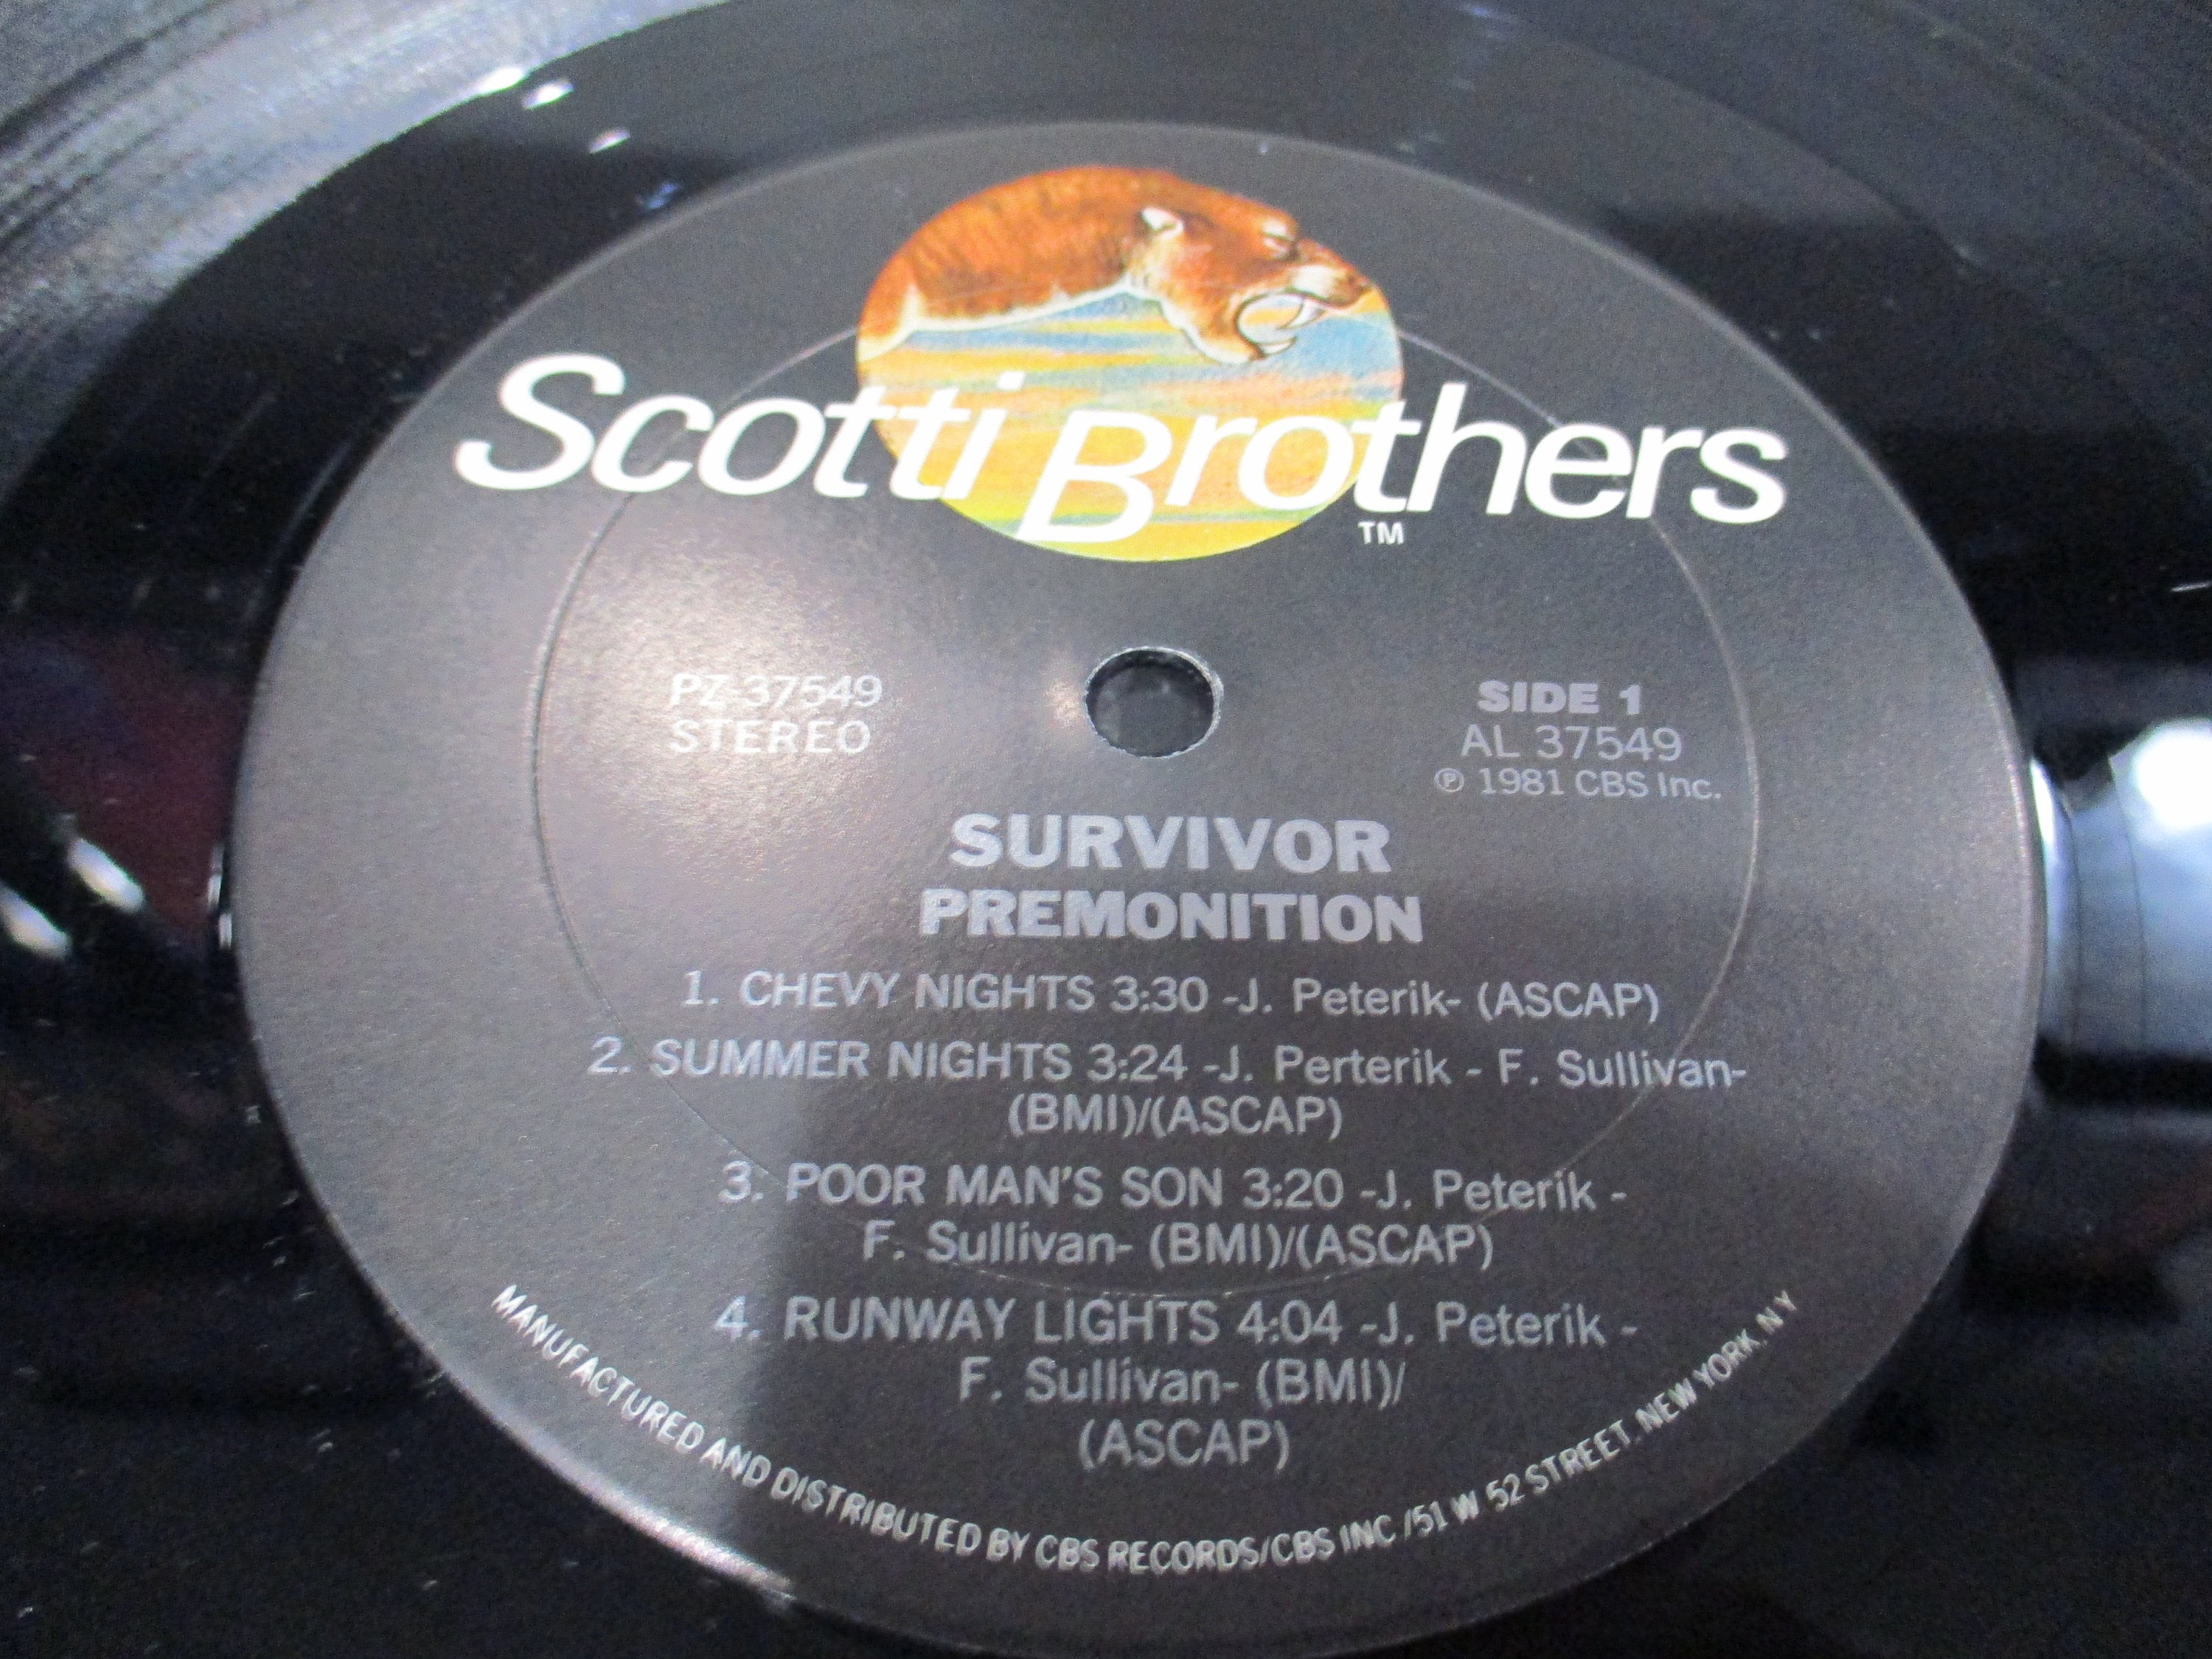 Scotti Brothers
TM
PZ 37549
STEREO
SIDE 1
AL 37549
℗ 1981 CBS Inc.
SURVIVOR
PREMONITION
1. CHEVY NIGHTS 3:30 -J. Peterik- (ASCAP)
2. SUMMER NIGHTS 3:24 -J. Perterik - F. Sullivan-
(BMI)/(ASCAP)
3. POOR MAN'S SON 3:20 -J. Peterik -
F. Sullivan- (BMI)/(ASCAP)
4. RUNWAY LIGHTS 4:04 -J. Peterik -
F. Sullivan- (BMI)/
(ASCAP)
MANUFACTURED AND DISTRIBUTED BY CBS RECORDS/CBS INC /51 W 52 STREET, NEW YORK, N Y